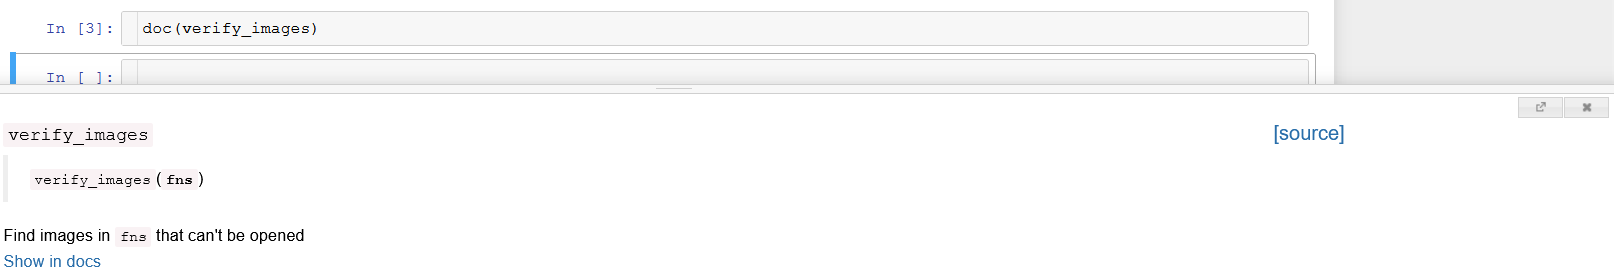 In [3]: doc(verify_images)
In [ ]:
verify_images [source]
verify_images(fns)
Find images in fns that can't be opened
Show in docs